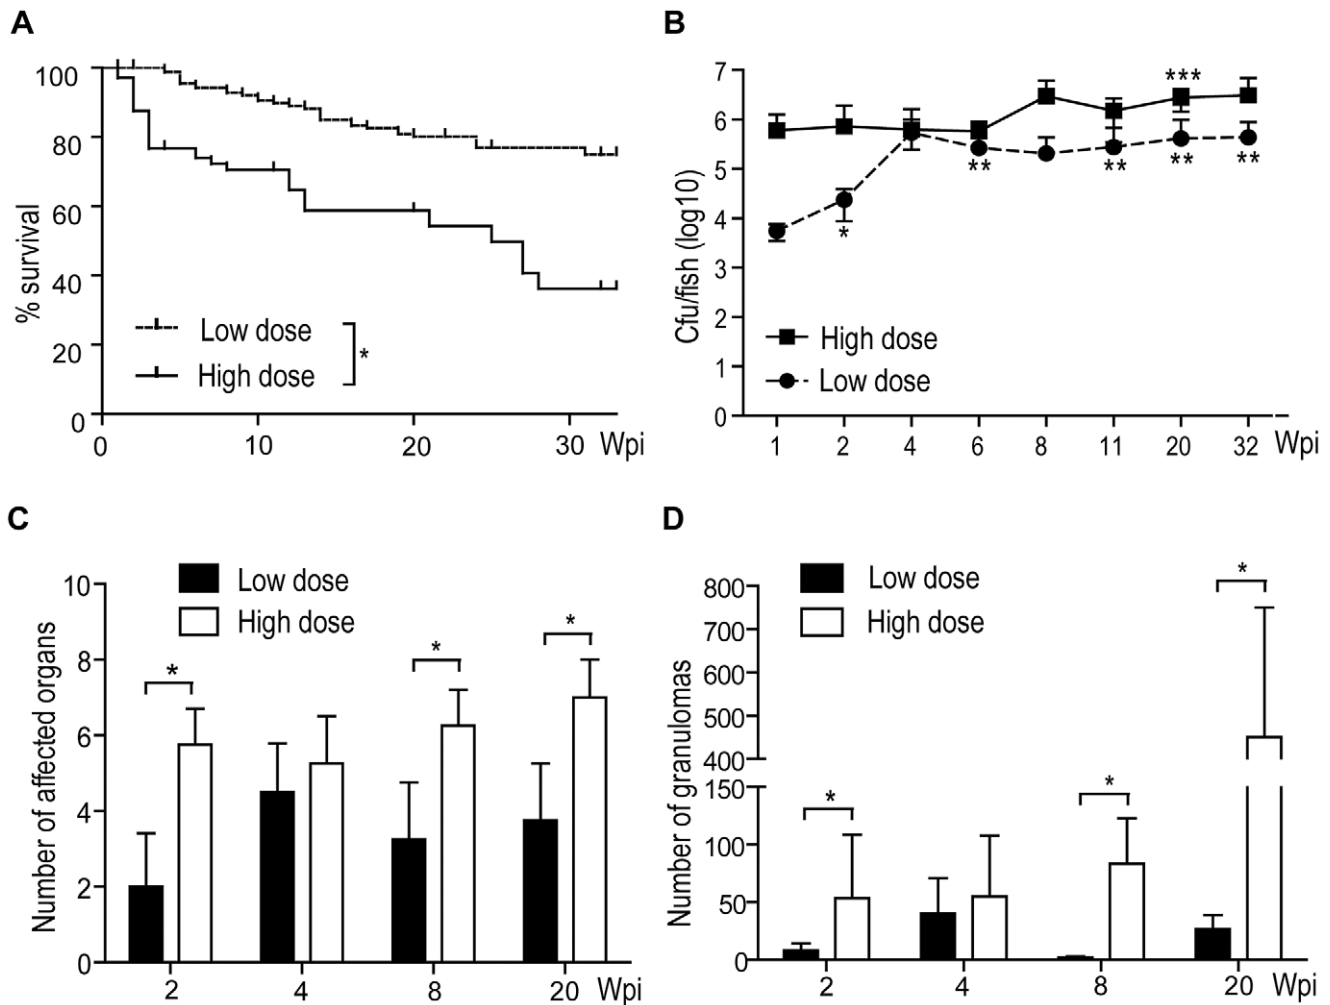 A
100
80
60
40
20
0
% survival
Low dose
High dose
*
0 10 20 30 Wpi
B
7
6
5
4
3
2
1
0
Cfu/fish (log10)
***
** ** ** **
*
High dose
Low dose
1 2 4 6 8 11 20 32 Wpi
C
Low dose
High dose
10
8
6
4
2
0
Number of affected organs
* * *
2 4 8 20 Wpi
D
Low dose
High dose
800
700
600
500
400
150
100
50
0
Number of granulomas
* * *
2 4 8 20 Wpi